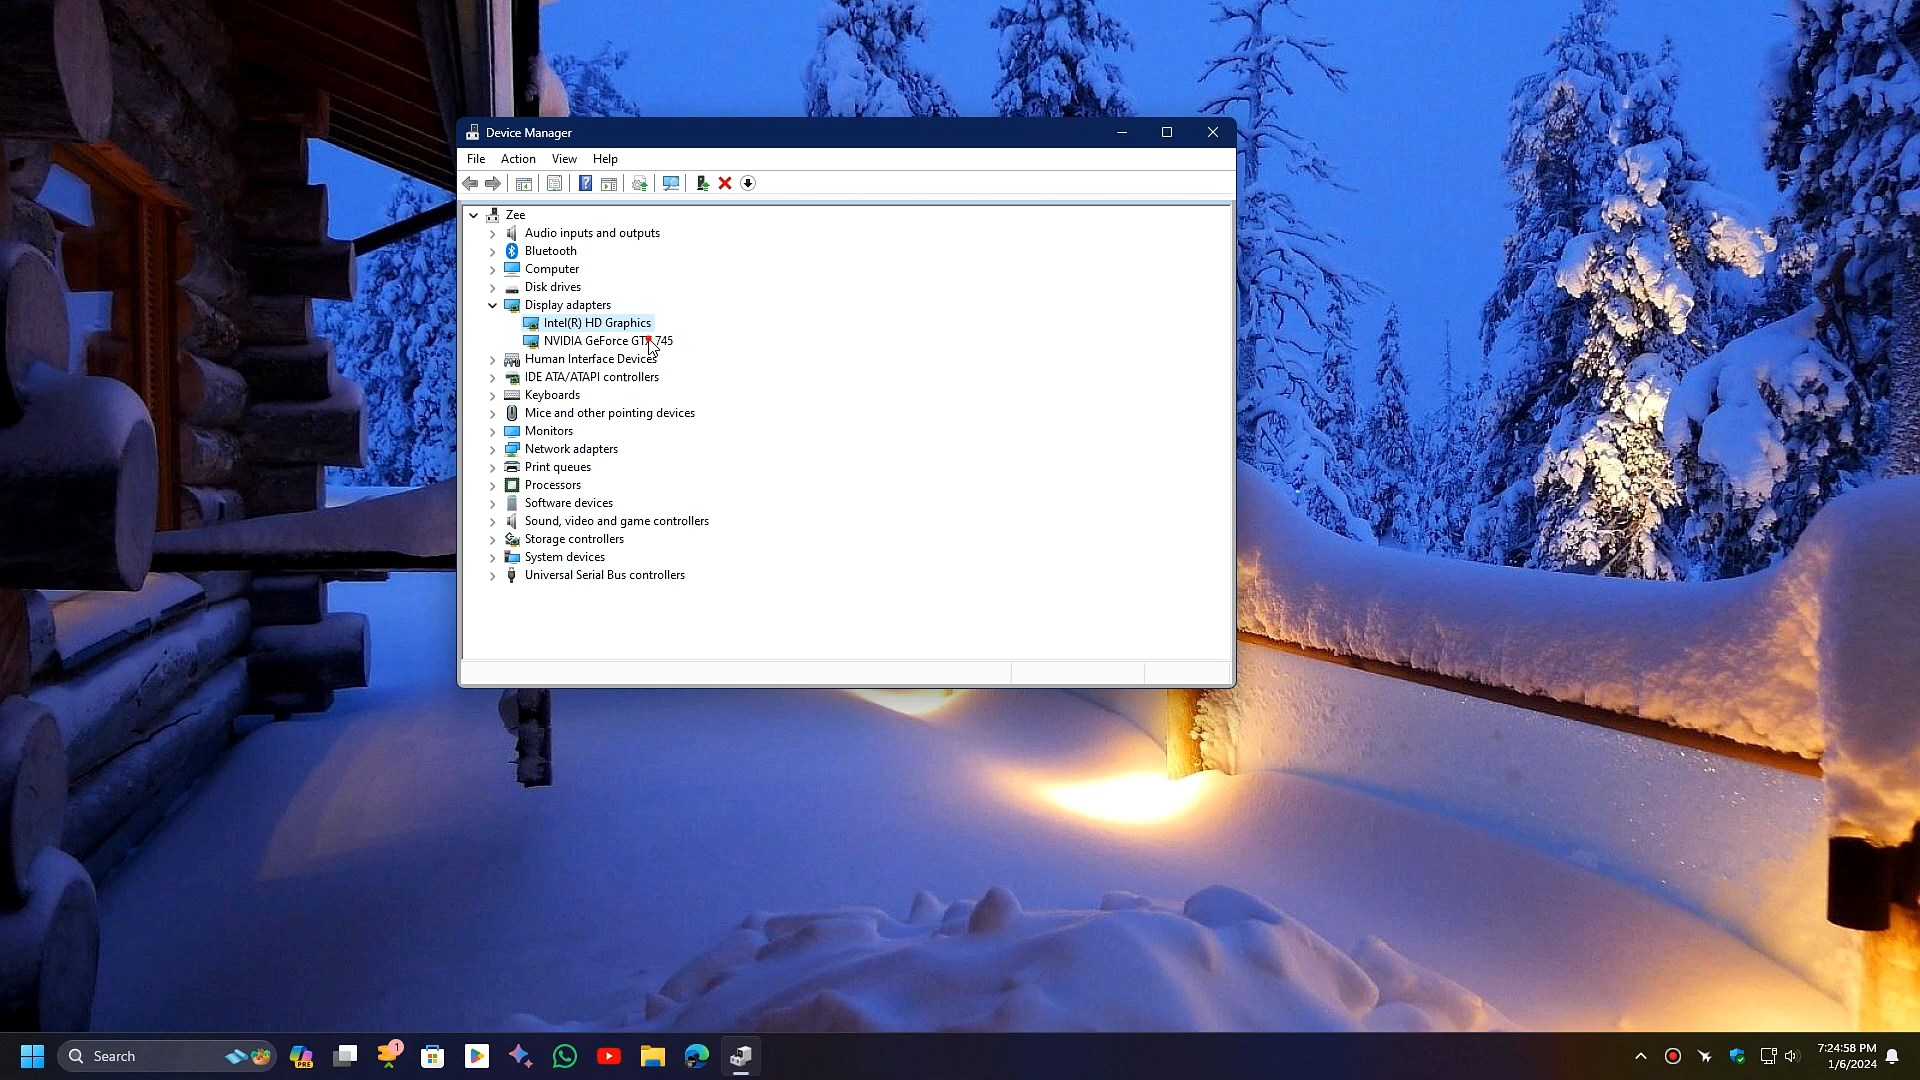 Device Manager
File Action View Help
Zee
Audio inputs and outputs
Bluetooth
Computer
Disk drives
Display adapters
Intel(R) HD Graphics
NVIDIA GeForce GTX 745
Human Interface Devices
IDE ATA/ATAPI controllers
Keyboards
Mice and other pointing devices
Monitors
Network adapters
Print queues
Processors
Software devices
Sound, video and game controllers
Storage controllers
System devices
Universal Serial Bus controllers
Search
PRE
1
7:24:58 PM
1/6/2024